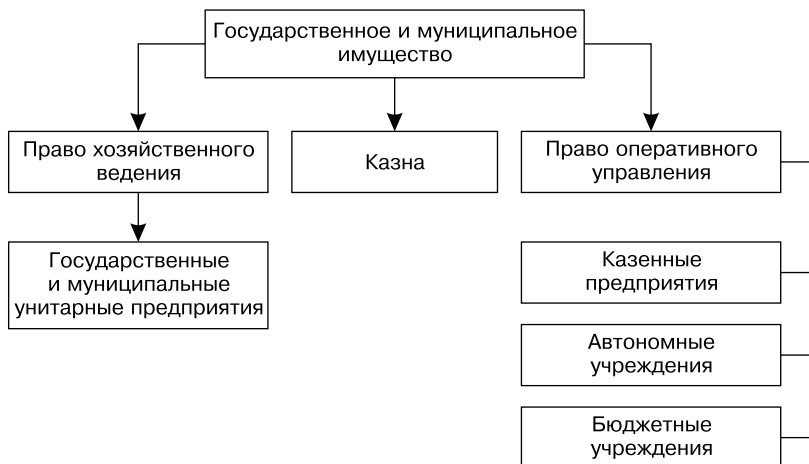 Государственное и муниципальное
имущество
Право хозяйственного
ведения
Казна
Право оперативного
управления
Государственные
и муниципальные
унитарные предприятия
Казенные
предприятия
Автономные
учреждения
Бюджетные
учреждения